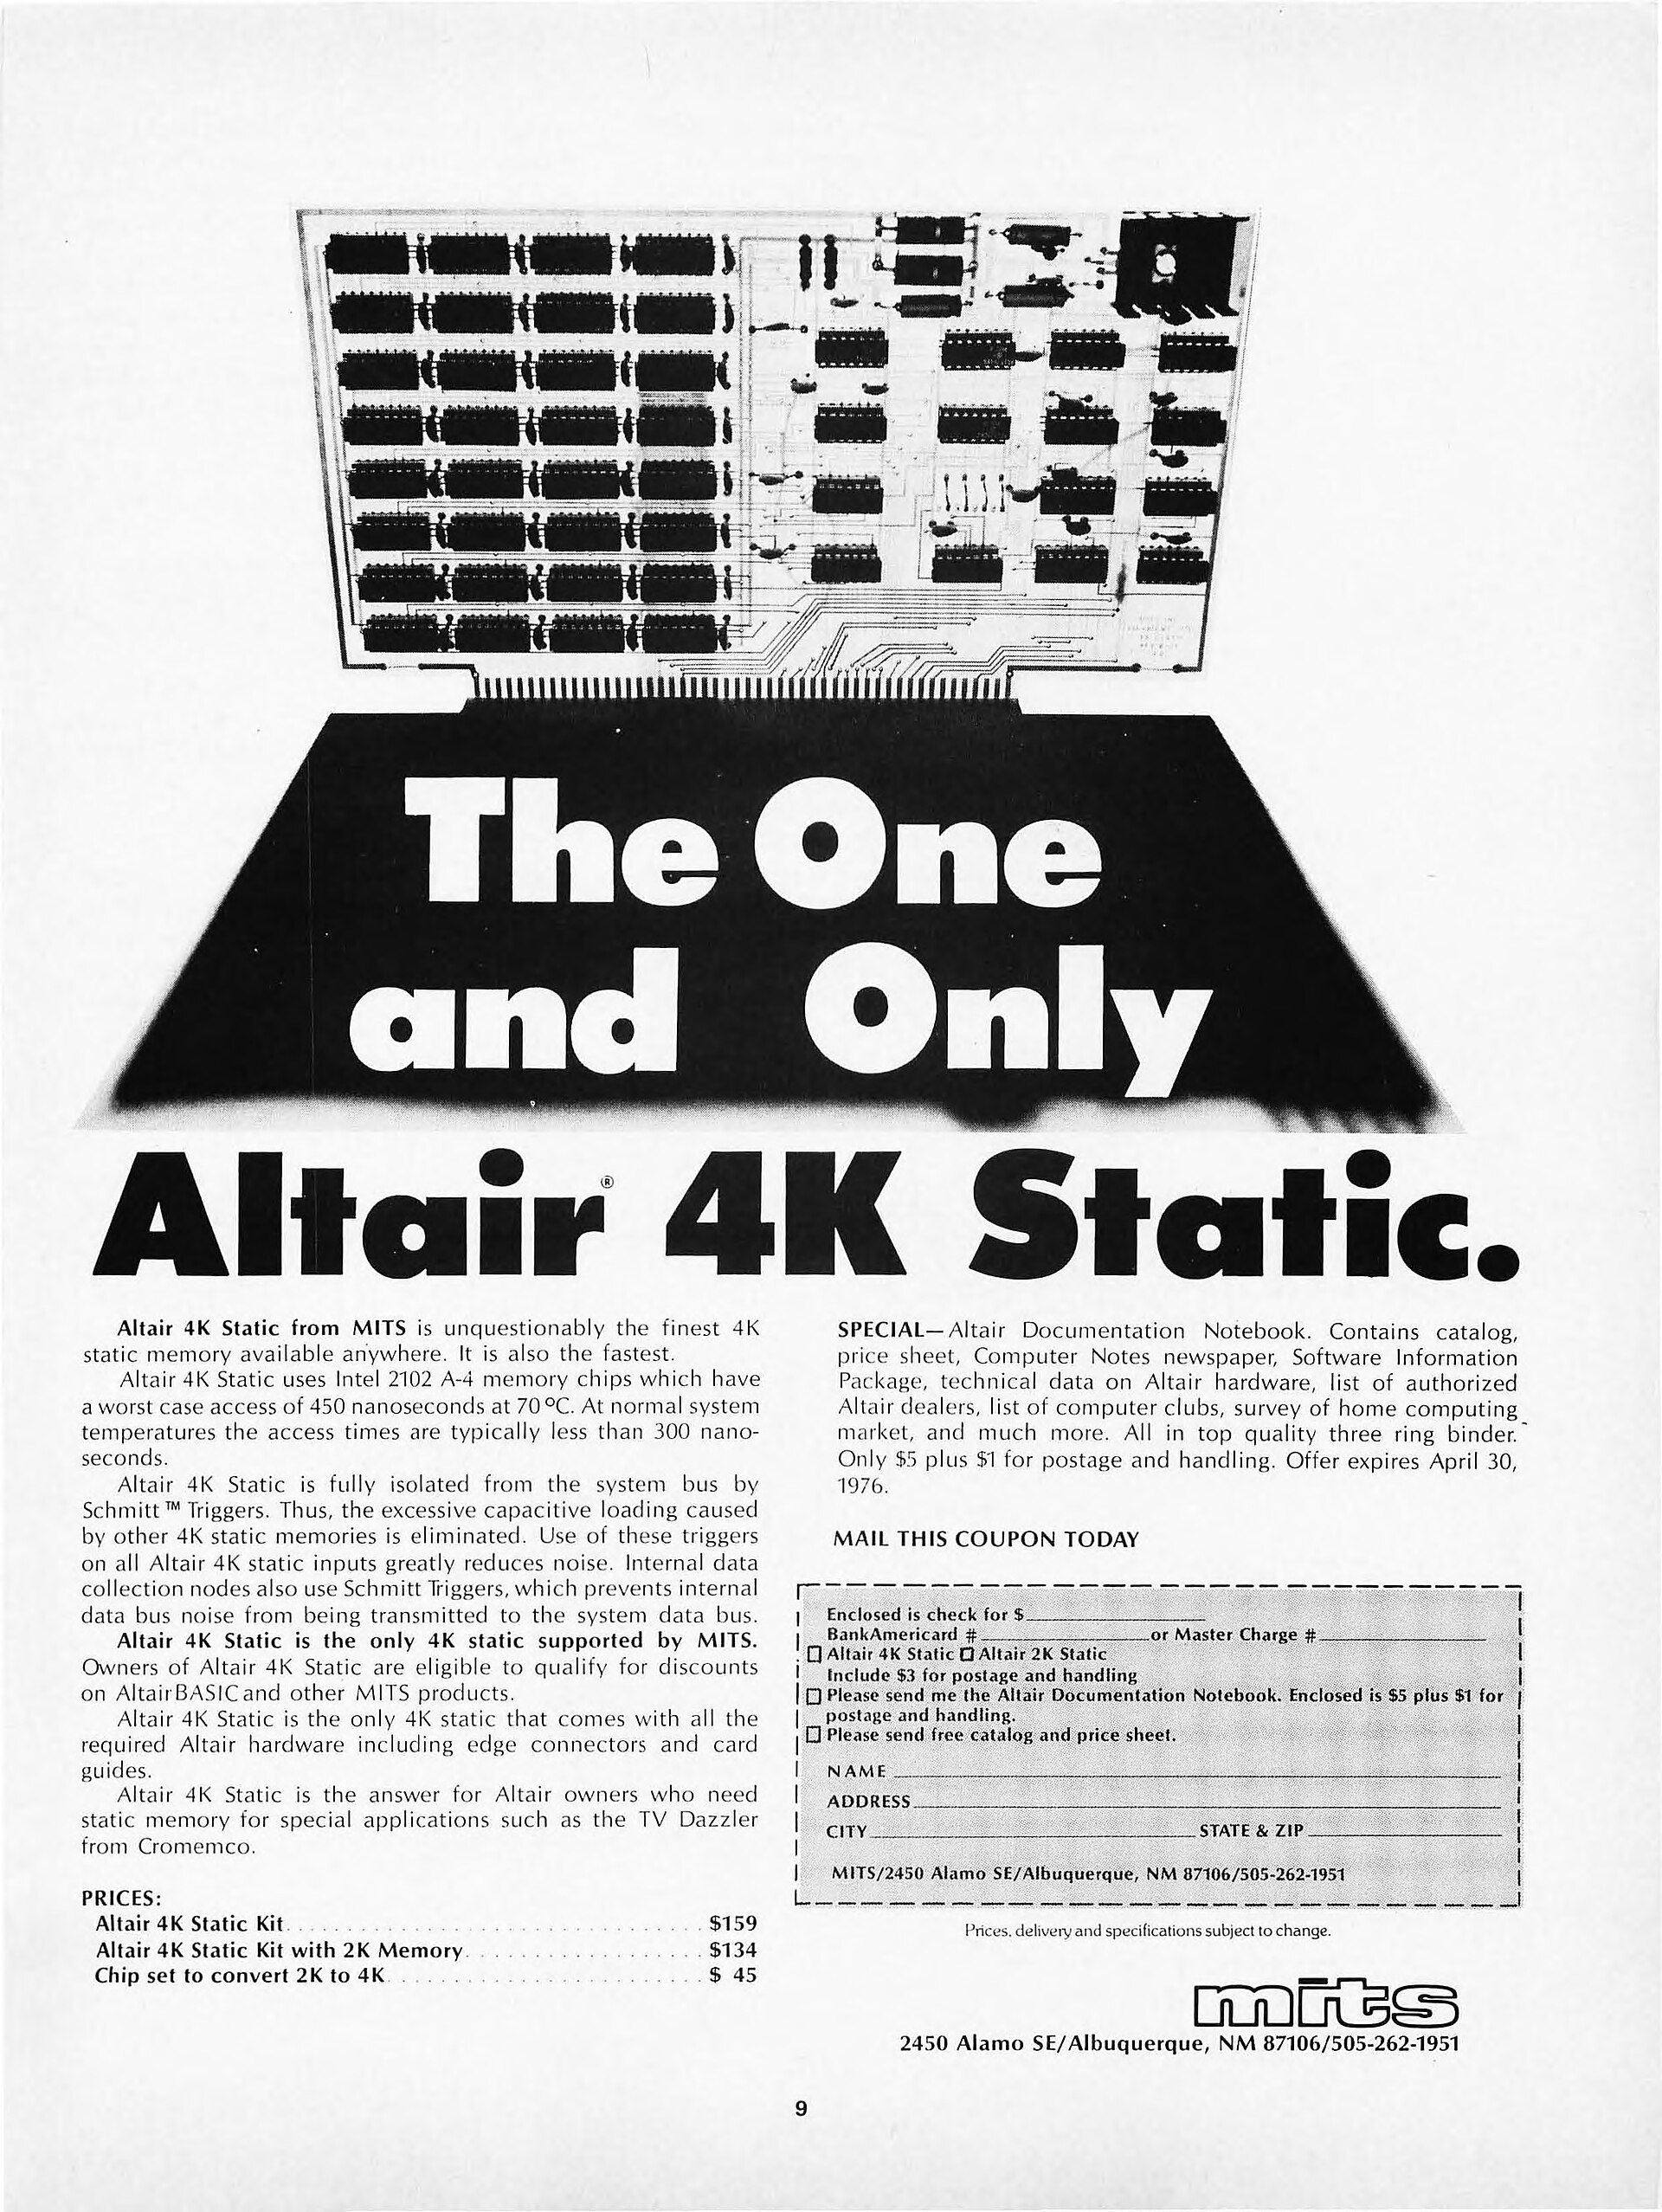 The One
and Only
Altair® 4K Static.
Altair 4K Static from MITS is unquestionably the finest 4K
static memory available anywhere. It is also the fastest.
Altair 4K Static uses Intel 2102 A-4 memory chips which have
a worst case access of 450 nanoseconds at 70 ºC. At normal system
temperatures the access times are typically less than 300 nano-
seconds.
Altair 4K Static is fully isolated from the system bus by
Schmitt™ Triggers. Thus, the excessive capacitive loading caused
by other 4K static memories is eliminated. Use of these triggers
on all Altair 4K static inputs greatly reduces noise. Internal data
collection nodes also use Schmitt Triggers, which prevents internal
data bus noise from being transmitted to the system data bus.
Altair 4K Static is the only 4K static supported by MITS.
Owners of Altair 4K Static are eligible to qualify for discounts
on Altair BASIC and other MITS products.
Altair 4K Static is the only 4K static that comes with all the
required Altair hardware including edge connectors and card
guides.
Altair 4K Static is the answer for Altair owners who need
static memory for special applications such as the TV Dazzler
from Cromemco.
PRICES:
Altair 4K Static Kit. . . . . . . . . . . . . . . . . . . . . . . . . . . . . . . . $159
Altair 4K Static Kit with 2K Memory. . . . . . . . . . . . . . . . . . $134
Chip set to convert 2K to 4K. . . . . . . . . . . . . . . . . . . . . . . . $ 45
SPECIAL—Altair Documentation Notebook. Contains catalog,
price sheet, Computer Notes newspaper, Software Information
Package, technical data on Altair hardware, list of authorized
Altair dealers, list of computer clubs, survey of home computing
market, and much more. All in top quality three ring binder.
Only $5 plus $1 for postage and handling. Offer expires April 30,
1976.
MAIL THIS COUPON TODAY
Enclosed is check for $
BankAmericard # or Master Charge #
Altair 4K Static Altair 2K Static
Include $3 for postage and handling
Please send me the Altair Documentation Notebook. Enclosed is $5 plus $1 for
postage and handling.
Please send free catalog and price sheet.
NAME
ADDRESS
CITY STATE & ZIP
MITS/2450 Alamo SE/Albuquerque, NM 87106/505-262-1951
Prices, delivery and specifications subject to change.
mits
2450 Alamo SE/Albuquerque, NM 87106/505-262-1951
9